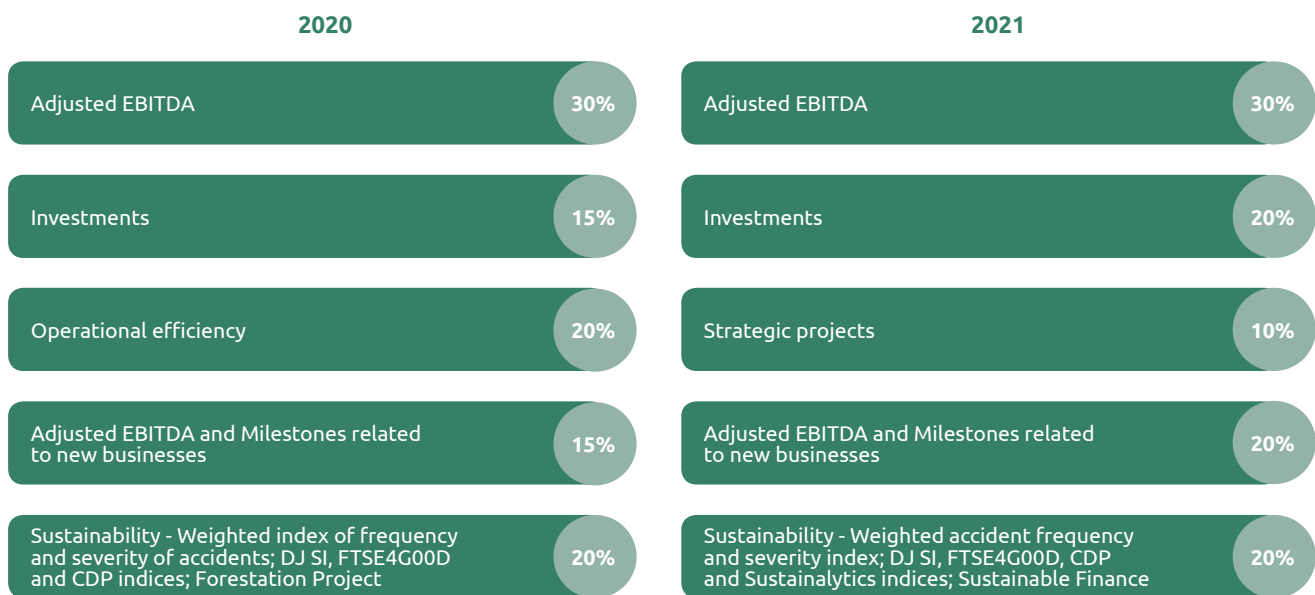 2020
Adjusted EBITDA
30%
Investments
15%
Operational efficiency
20%
Adjusted EBITDA and Milestones related
to new businesses
15%
Sustainability - Weighted index of frequency
and severity of accidents; DJ SI, FTSE4G00D
and CDP indices; Forestation Project
20%
2021
Adjusted EBITDA
30%
Investments
20%
Strategic projects
10%
Adjusted EBITDA and Milestones related
to new businesses
20%
Sustainability - Weighted accident frequency
and severity index; DJ SI, FTSE4G00D, CDP
and Sustainalytics indices; Sustainable Finance
20%